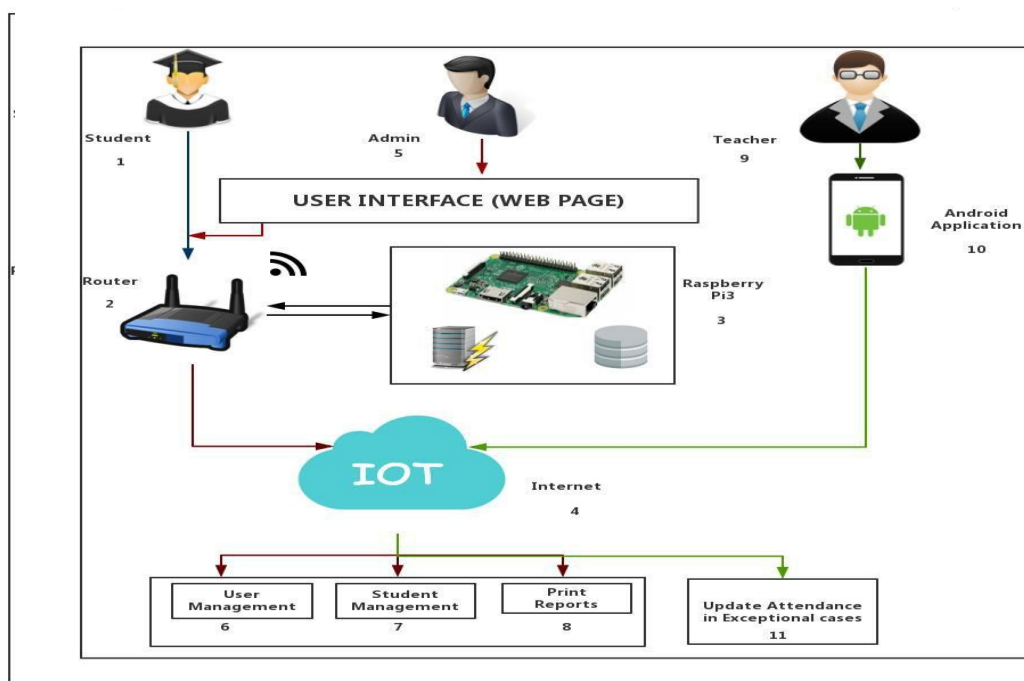 Student
1
Admin
5
Teacher
9
USER INTERFACE (WEB PAGE)
Android
Application
10
Router
2
Raspberry
Pi3
3
IOT
Internet
4
User
Management
6
Student
Management
7
Print
Reports
8
Update Attendance
in Exceptional cases
11